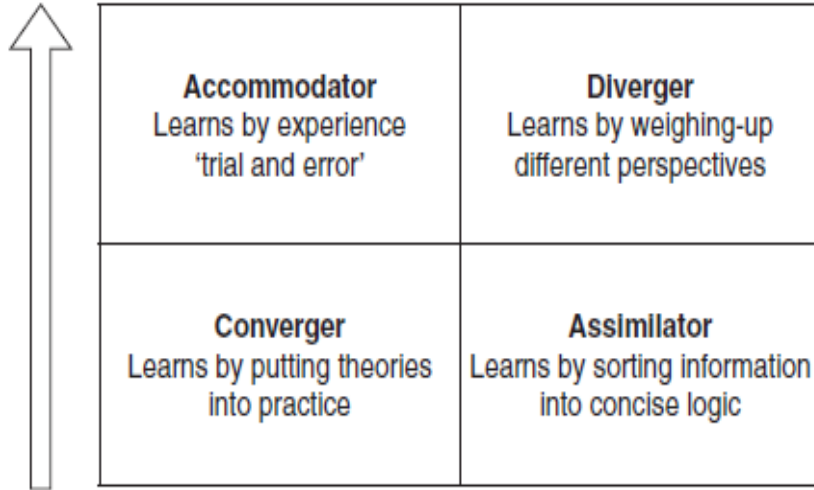 Accommodator
Learns by experience
‘trial and error’
Diverger
Learns by weighing-up
different perspectives
Converger
Learns by putting theories
into practice
Assimilator
Learns by sorting information
into concise logic